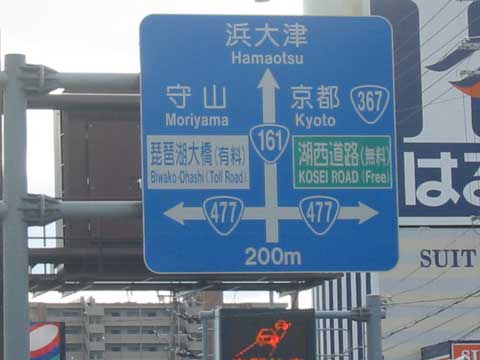 浜大津
Hamaotsu
守山
Moriyama
京都 367
Kyoto
161
琵琶湖大橋(有料)
Biwako-Ohashi (Toll Road)
湖西道路(無料)
KOSEI ROAD (Free)
477
477
200m
はる
SUIT
SUI